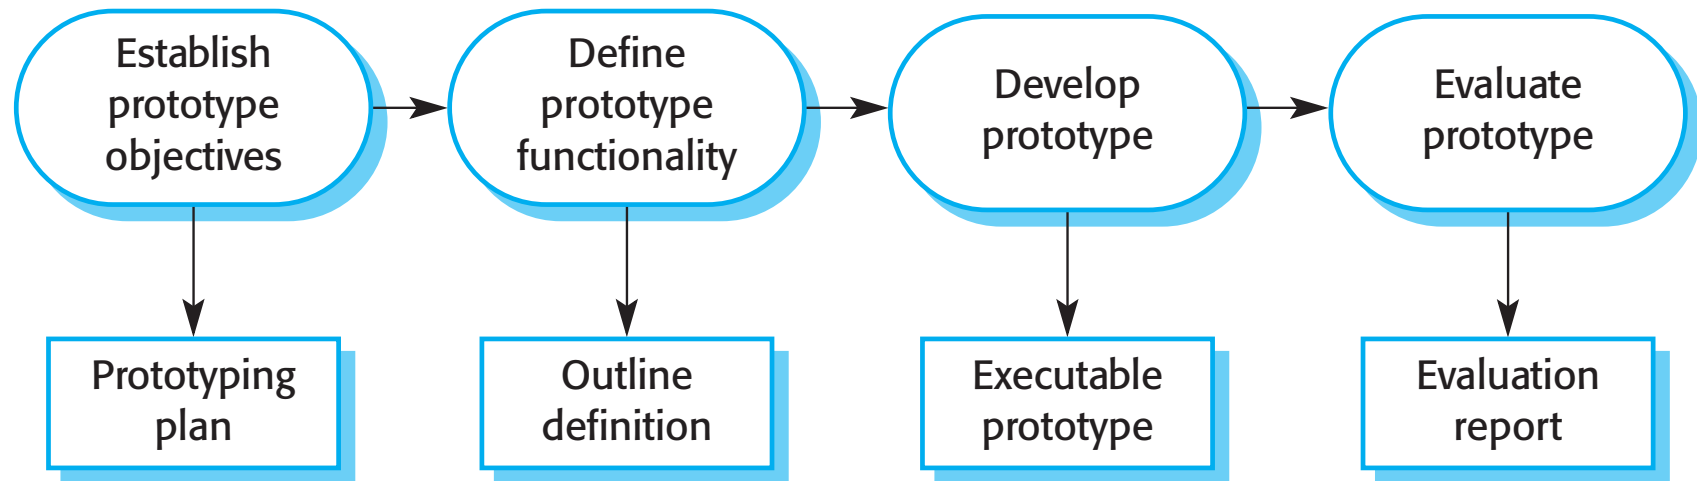 Establish
prototype
objectives
Define
prototype
functionality
Develop
prototype
Evaluate
prototype
Prototyping
plan
Outline
definition
Executable
prototype
Evaluation
report